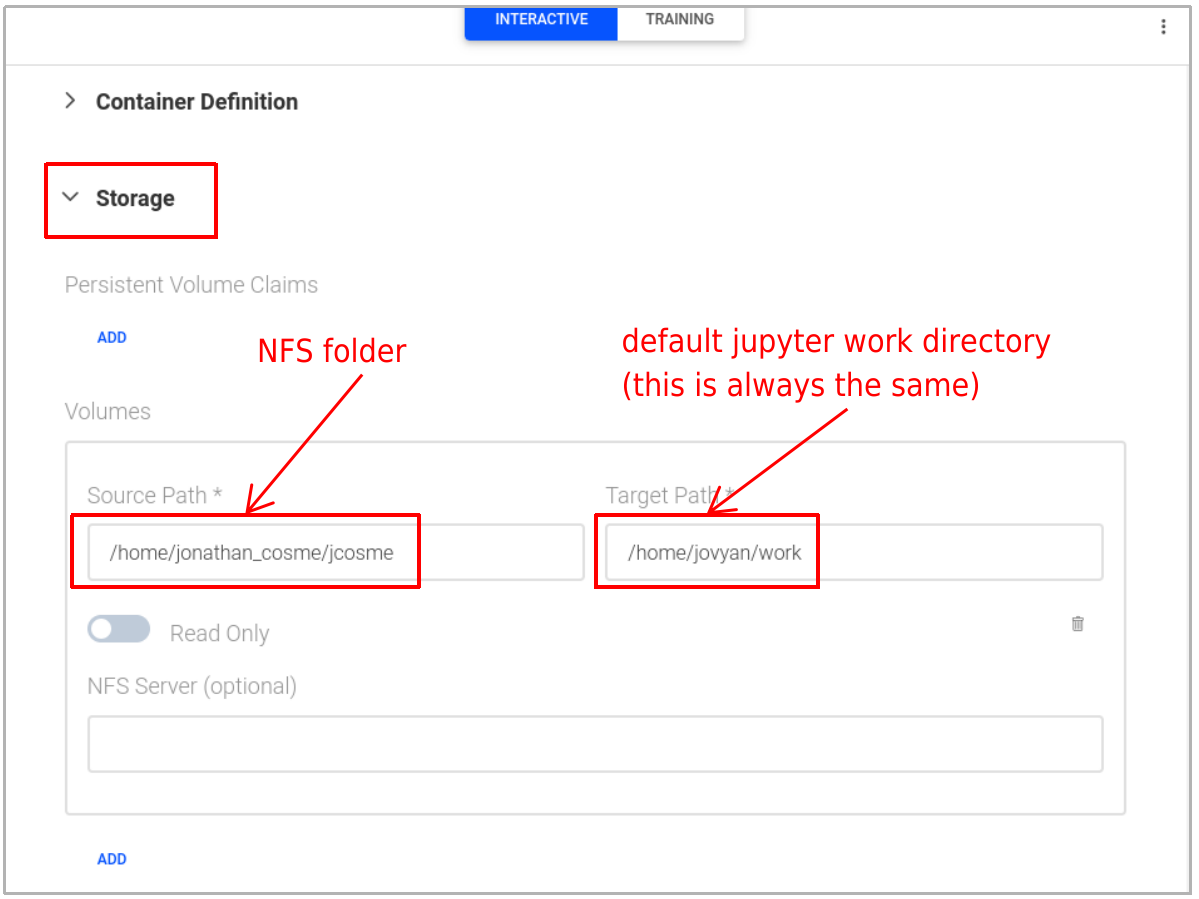 INTERACTIVE TRAINING
Container Definition
Storage
Persistent Volume Claims
ADD
NFS folder
default jupyter work directory
(this is always the same)
Volumes
Source Path * Target Path *
/home/jonathan_cosme/jcosme /home/jovyan/work
Read Only
NFS Server (optional)
ADD